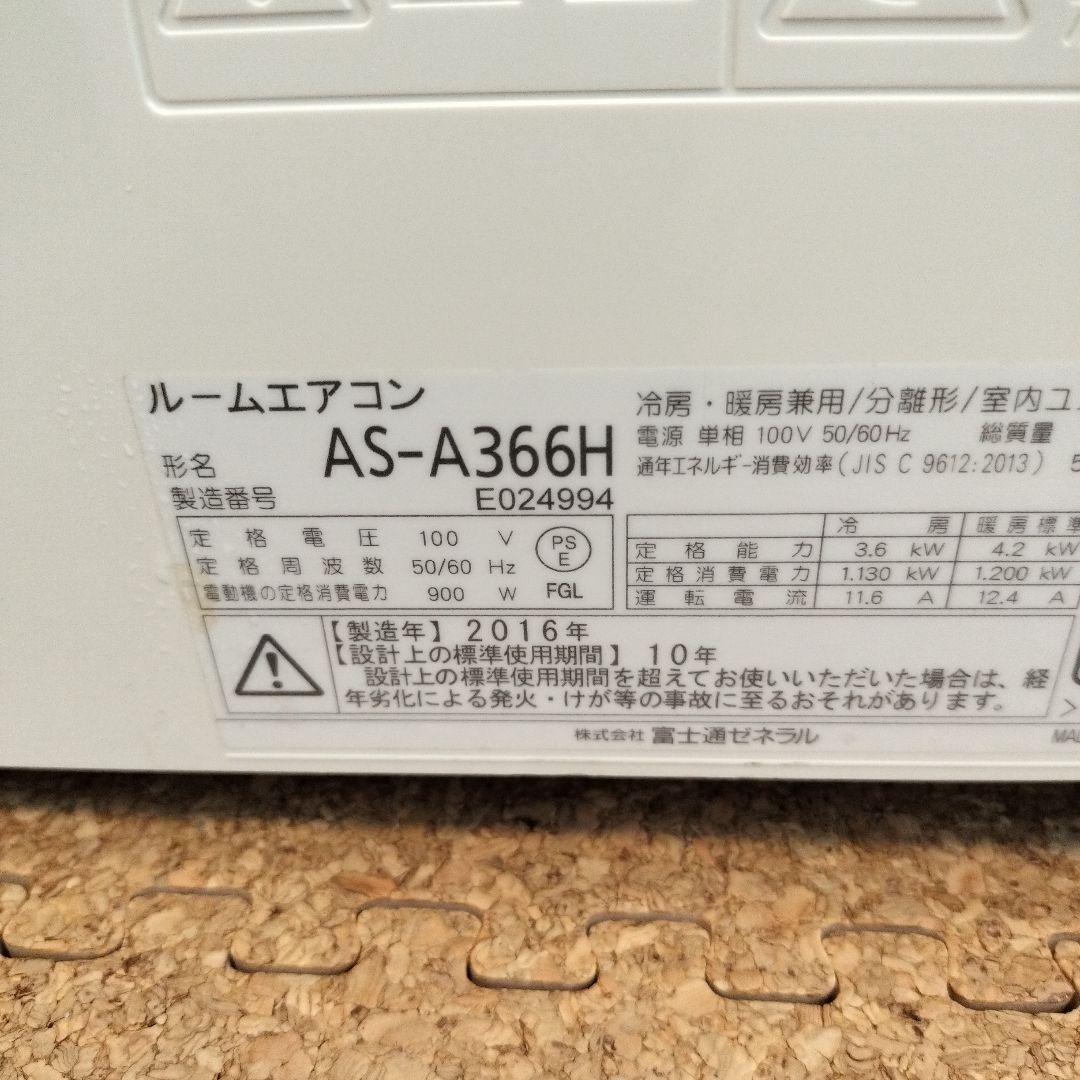 ルームエアコン
形名 AS-A366H
製造番号 E024994
定格電圧 100 V
定格周波数 50/60 Hz
電動機の定格消費電力 900 W
PS
E
FGL
冷房・暖房兼用/分離形/室内ユ
電源 単相 100V 50/60Hz 総質量
通年エネルギー消費効率(JIS C 9612:2013) 5
冷房 暖房標準
定格能力 3.6 kW 4.2 kW
定格消費電力 1.130 kW 1.200 kW
運転電流 11.6 A 12.4 A
【製造年】2016年
【設計上の標準使用期間】10年
設計上の標準使用期間を超えてお使いいただいた場合は、経
年劣化による発火・けが等の事故に至るおそれがあります。
株式会社 富士通ゼネラル